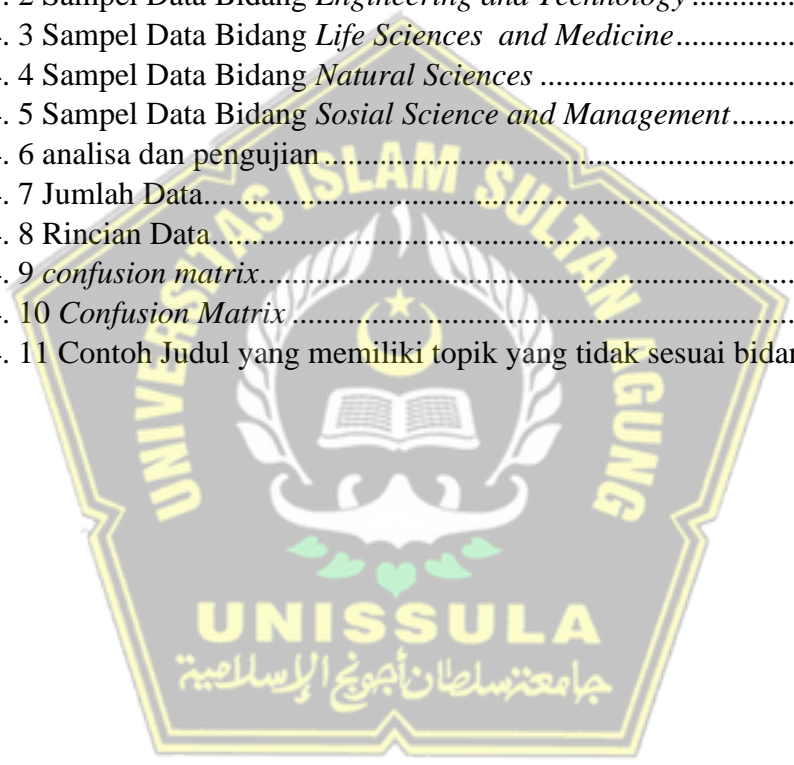 . 2 Sampel Data Bidang Engineering and Technology ..............
. 3 Sampel Data Bidang Life Sciences  and Medicine..............
. 4 Sampel Data Bidang Natural Sciences ..............................
. 5 Sampel Data Bidang Sosial Science and Management........
. 6 analisa dan pengujian.........................................................
. 7 Jumlah Data.......................................................................
. 8 Rincian Data......................................................................
. 9 confusion matrix................................................................
. 10 Confusion Matrix ............................................................
. 11 Contoh Judul yang memiliki topik yang tidak sesuai bidan
UNIVERSITAS ISLAM SULTAN AGUNG
UNISSULA
جامعتنسلطان أجونج الإسلامية